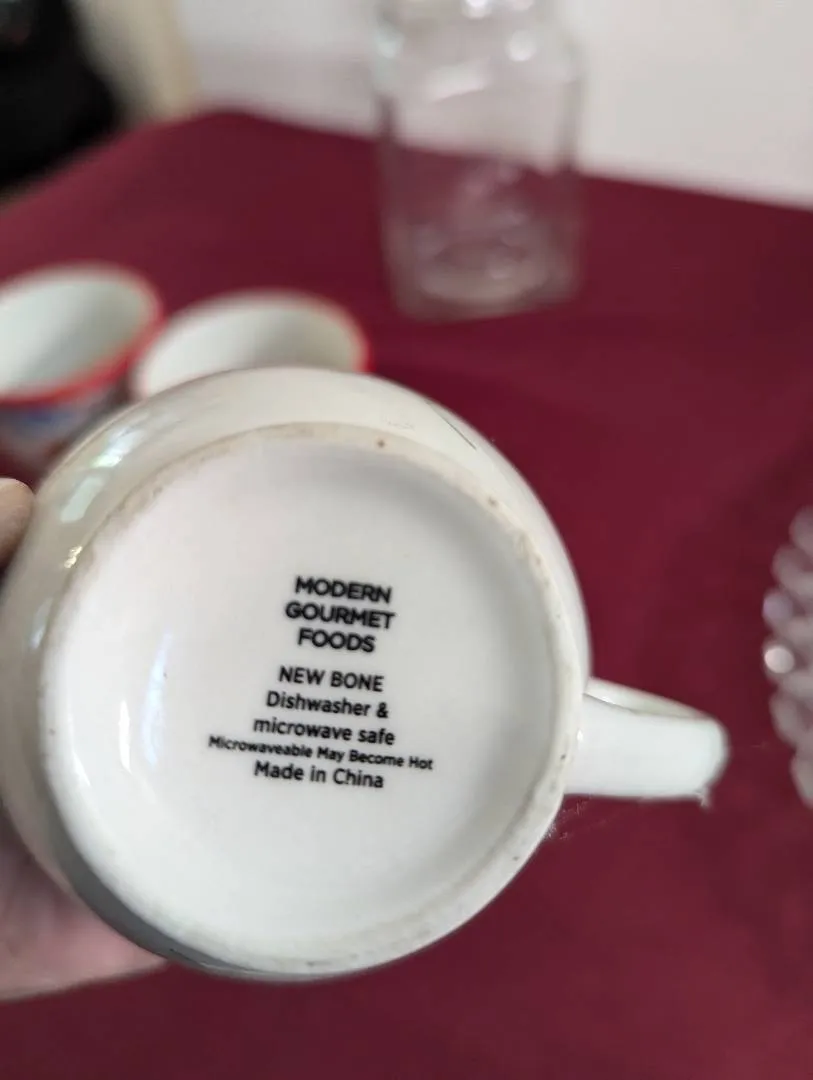 MODERN
GOURMET
FOODS
NEW BONE
Dishwasher &
microwave safe
Microwaveable May Become Hot
Made in China